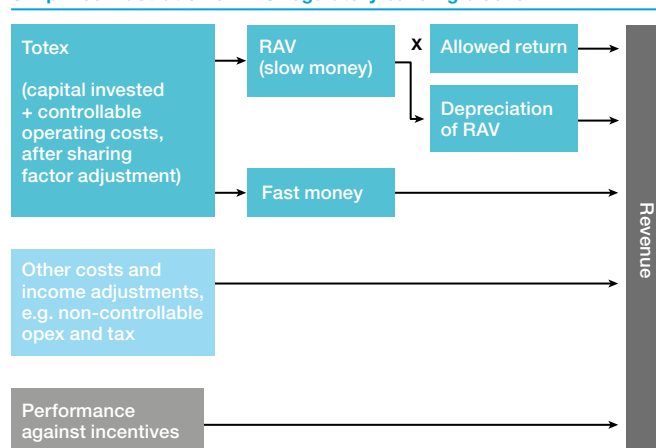 Totex
(capital invested
+ controllable
operating costs,
after sharing
factor adjustment)
RAV
(slow money)
x
Allowed return
Depreciation
of RAV
Fast money
Other costs and
income adjustments,
e.g. non-controllable
opex and tax
Performance
against incentives
Revenue